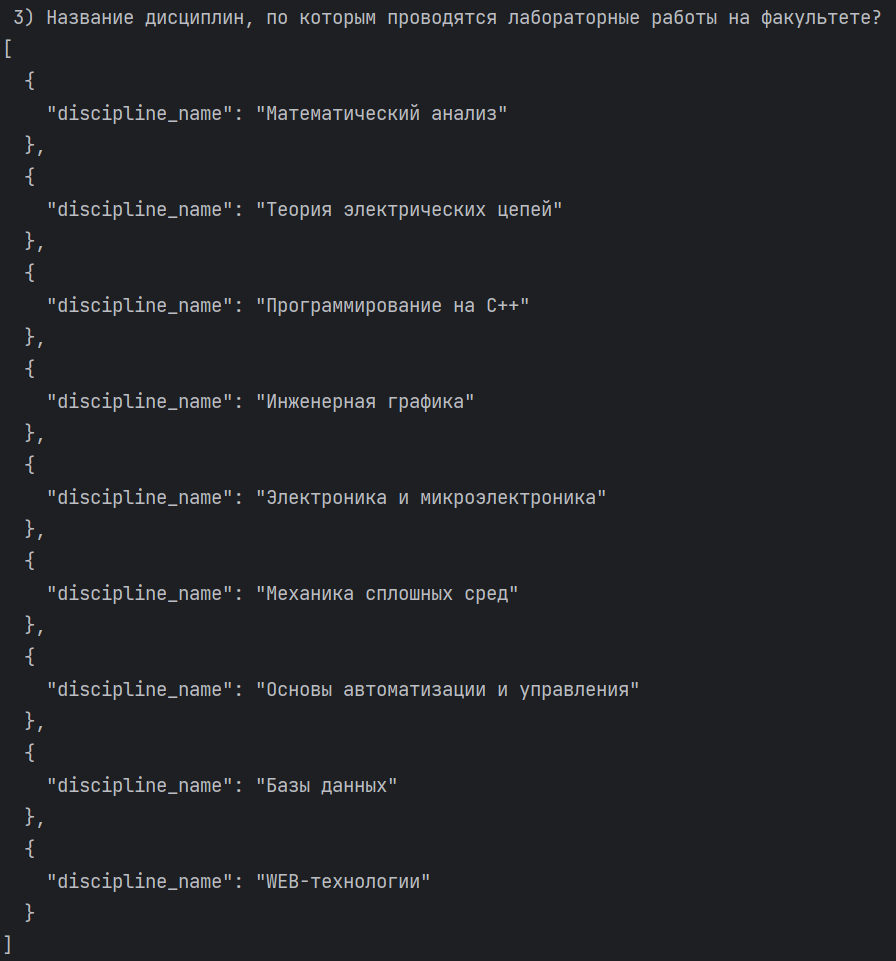 3) Название дисциплин, по которым проводятся лабораторные работы на факультете?
[
  {
    "discipline_name": "Математический анализ"
  },
  {
    "discipline_name": "Теория электрических цепей"
  },
  {
    "discipline_name": "Программирование на C++"
  },
  {
    "discipline_name": "Инженерная графика"
  },
  {
    "discipline_name": "Электроника и микроэлектроника"
  },
  {
    "discipline_name": "Механика сплошных сред"
  },
  {
    "discipline_name": "Основы автоматизации и управления"
  },
  {
    "discipline_name": "Базы данных"
  },
  {
    "discipline_name": "WEB-технологии"
  }
]